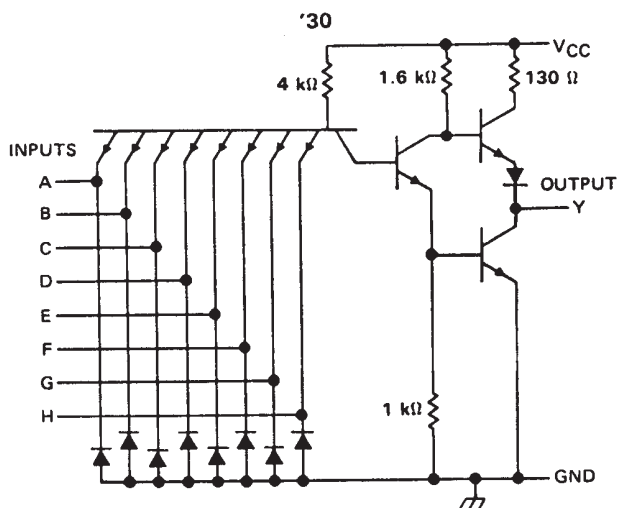 '30
VCC
4 kΩ
1.6 kΩ
130 Ω
INPUTS
A
B
C
D
E
F
G
H
OUTPUT
Y
1 kΩ
GND